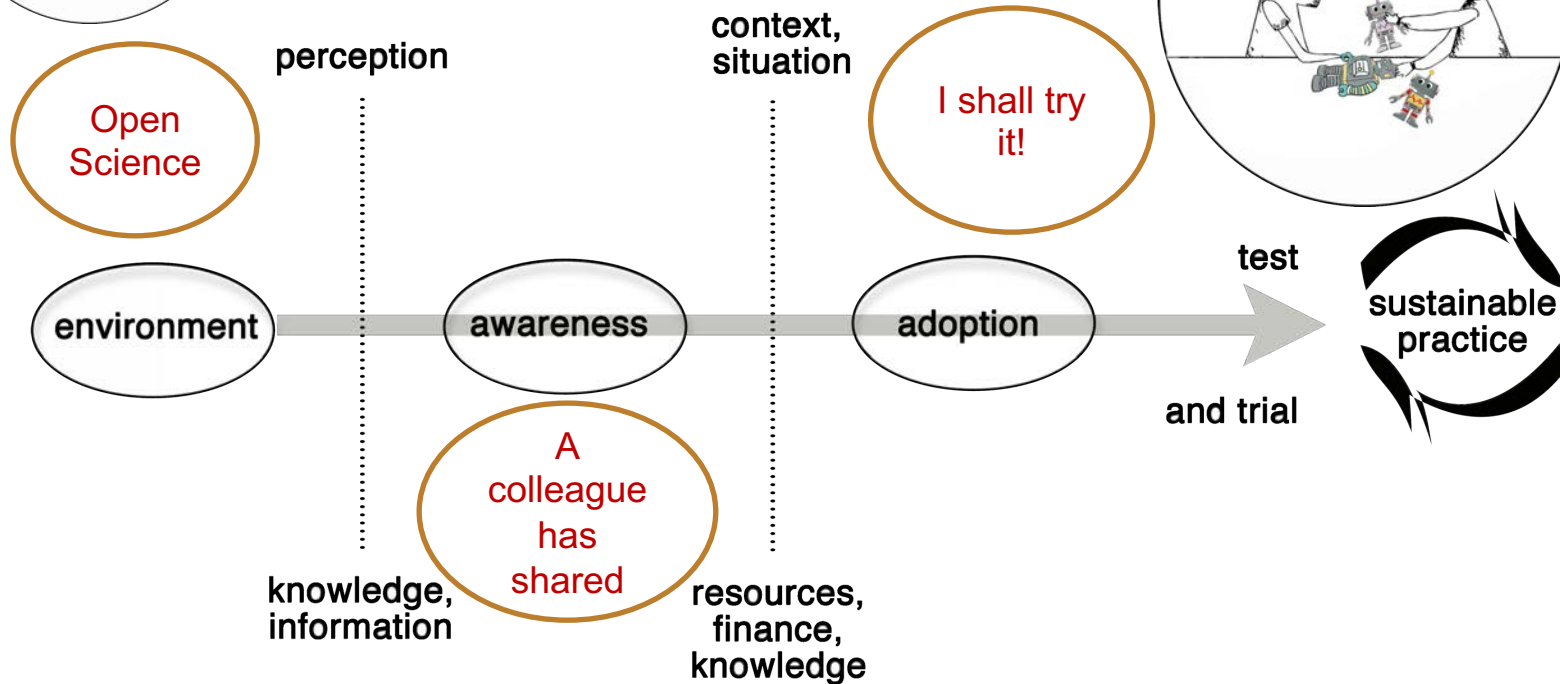 perception
context,
situation
Open
Science
I shall try
it!
environment
awareness
adoption
test
and trial
sustainable
practice
A
colleague
has
shared
knowledge,
information
resources,
finance,
knowledge